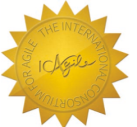 THE INTERNATIONAL
CONSORTIUM FOR AGILE
ICAgile